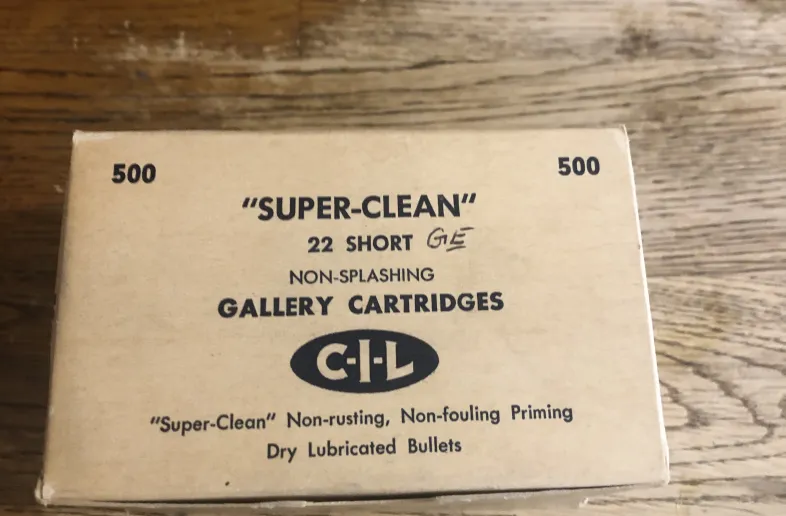 500 500
"SUPER-CLEAN"
22 SHORT GE
NON-SPLASHING
GALLERY CARTRIDGES
C-I-L
"Super-Clean" Non-rusting, Non-fouling Priming
Dry Lubricated Bullets